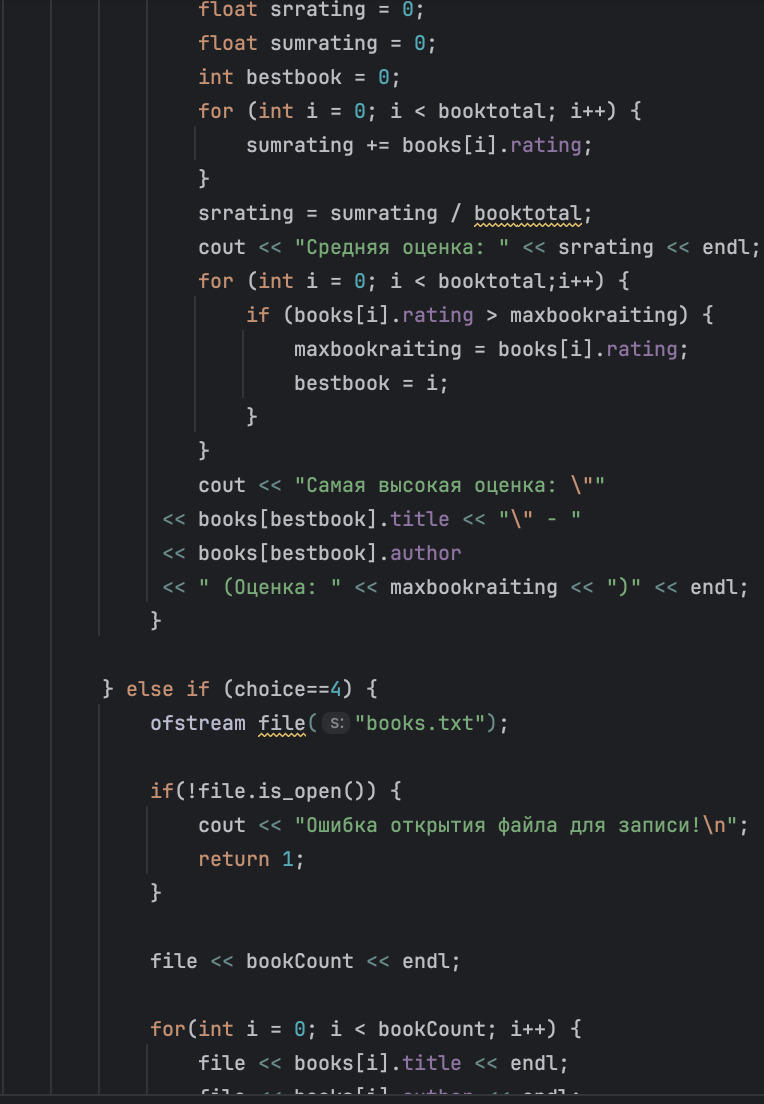 float srrating = 0;
float sumrating = 0;
int bestbook = 0;
for (int i = 0; i < booktotal; i++) {
sumrating += books[i].rating;
}
srrating = sumrating / booktotal;
cout << "Средняя оценка: " << srrating << endl;
for (int i = 0; i < booktotal;i++) {
if (books[i].rating > maxbookraiting) {
maxbookraiting = books[i].rating;
bestbook = i;
}
}
cout << "Самая высокая оценка: \""
<< books[bestbook].title << "\" - "
<< books[bestbook].author
<< " (Оценка: " << maxbookraiting << ")" << endl;
}
} else if (choice==4) {
ofstream file( s: "books.txt");
if(!file.is_open()) {
cout << "Ошибка открытия файла для записи!\n";
return 1;
}
file << bookCount << endl;
for(int i = 0; i < bookCount; i++) {
file << books[i].title << endl;
file << books[i].author << endl;